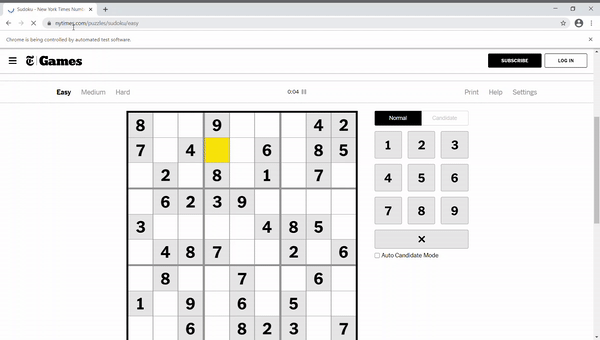 Sudoku - New York Times Num
nytimes.com/puzzles/sudoku/easy
Chrome is being controlled by automated test software.
Games
SUBSCRIBE
LOG IN
Easy Medium Hard
0:04
Print Help Settings
8 9 4 2
7 4 6 8 5
2 8 1 7
6 2 3 9
3 4 8 5
4 8 7 2 6
8 7 6
1 9 6 5
6 8 2 3 7
Normal Candidate
1 2 3
4 5 6
7 8 9
X
Auto Candidate Mode